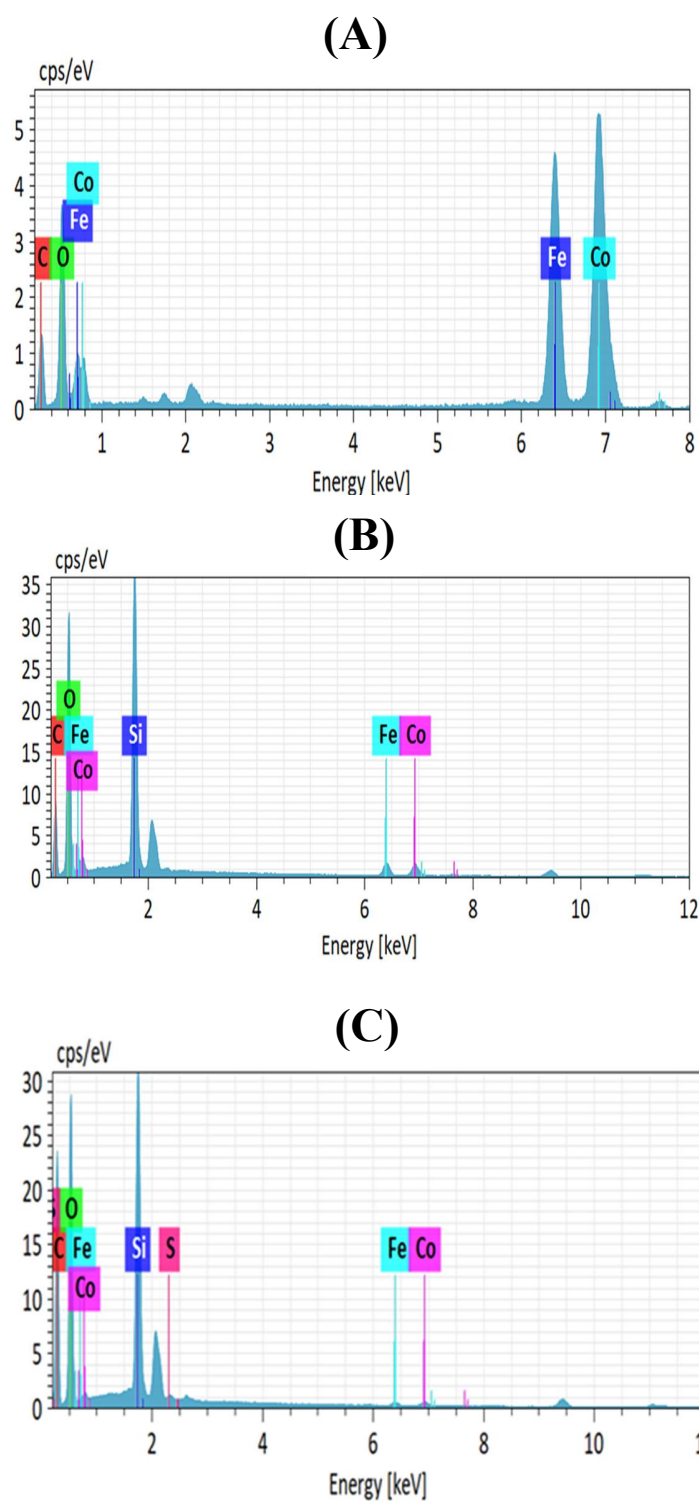 (A)
cps/eV
5
4
3
2
1
0
Co
Fe
C O
Fe Co
1 2 3 4 5 6 7 8
Energy [keV]
(B)
cps/eV
35
30
25
20
15
10
5
0
O
C Fe
Co
Si
Fe Co
2 4 6 8 10 12
Energy [keV]
(C)
cps/eV
30
25
20
15
10
5
0
O
C Fe
Co
Si S
Fe Co
2 4 6 8 10
Energy [keV]